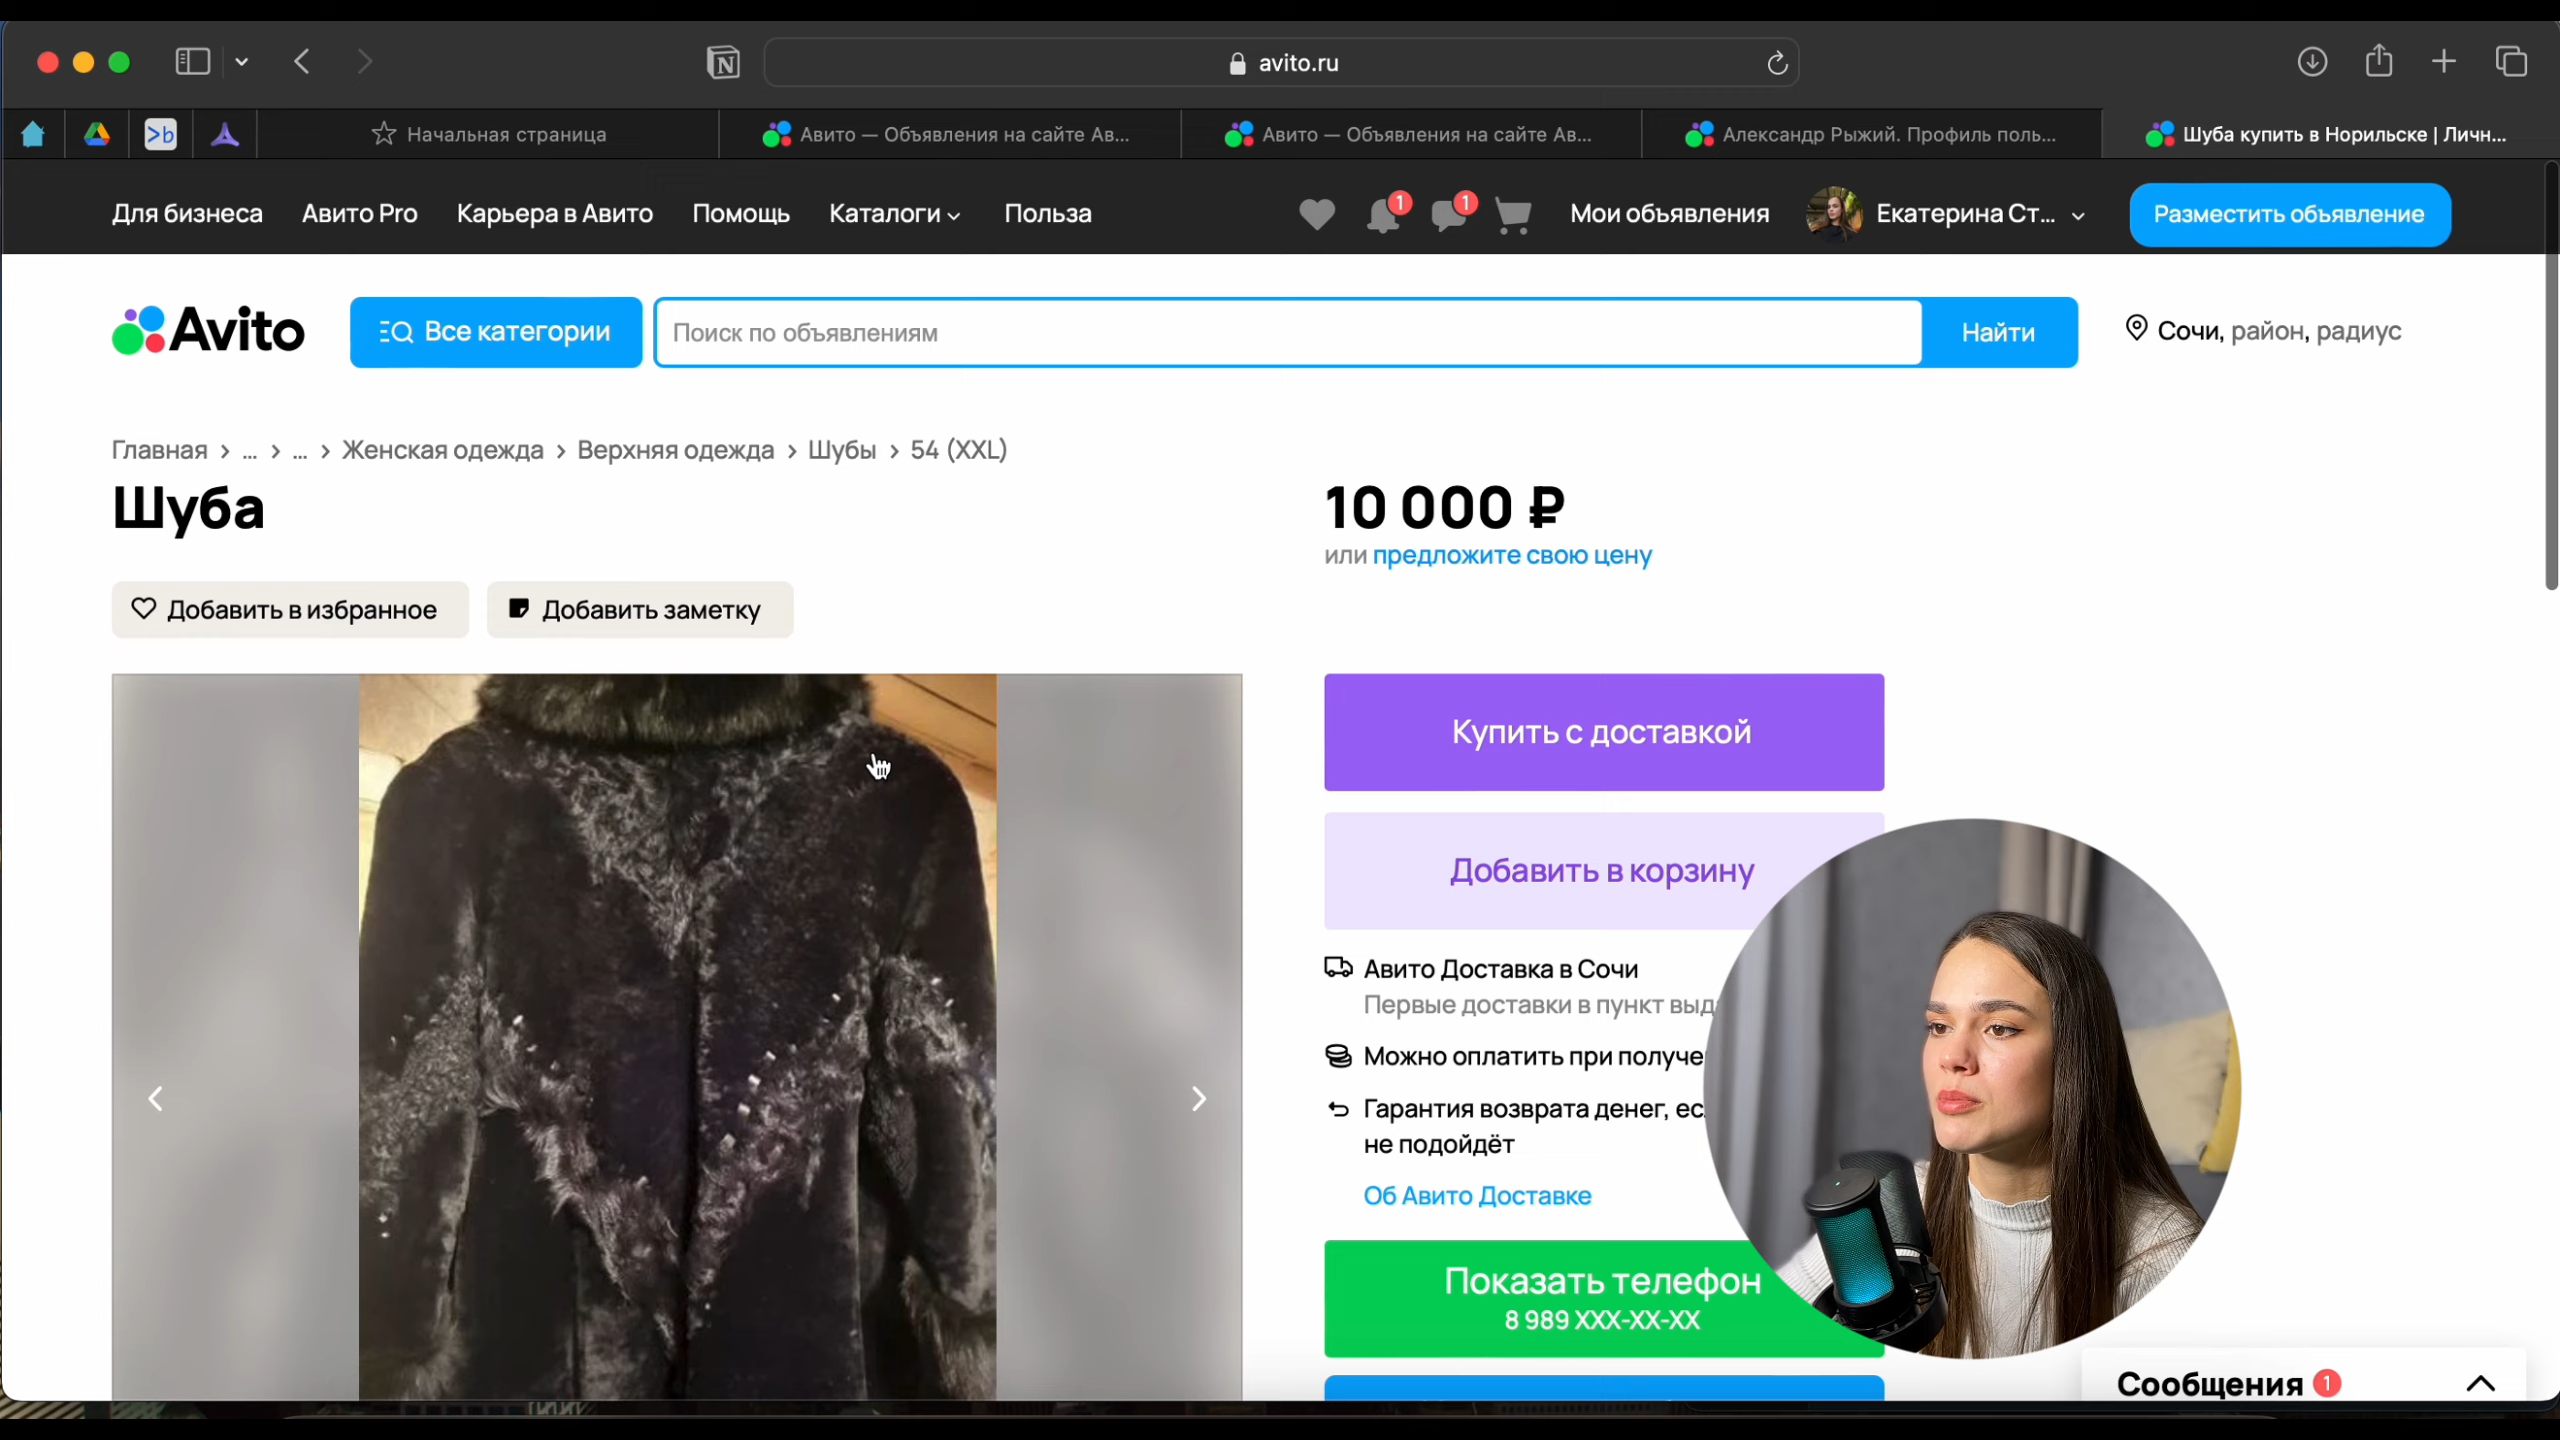 avito.ru
Начальная страница
Авито — Объявления на сайте Ав...
Авито — Объявления на сайте Ав...
Александр Рыжий. Профиль поль...
Шуба купить в Норильске | Личн...
Для бизнеса
Авито Pro
Карьера в Авито
Помощь
Каталоги
Польза
1
1
Мои объявления
Екатерина Ст...
Разместить объявление
Avito
Все категории
Поиск по объявлениям
Найти
Сочи, район, радиус
Главная › ... › ... › Женская одежда › Верхняя одежда › Шубы › 54 (XXL)
Шуба
10 000 ₽
или предложите свою цену
Добавить в избранное
Добавить заметку
Купить с доставкой
Добавить в корзину
Авито Доставка в Сочи
Первые доставки в пункт выд
Можно оплатить при получе
Гарантия возврата денег, ес
не подойдёт
Об Авито Доставке
Показать телефон
8 989 XXX-XX-XX
Сообщения 1